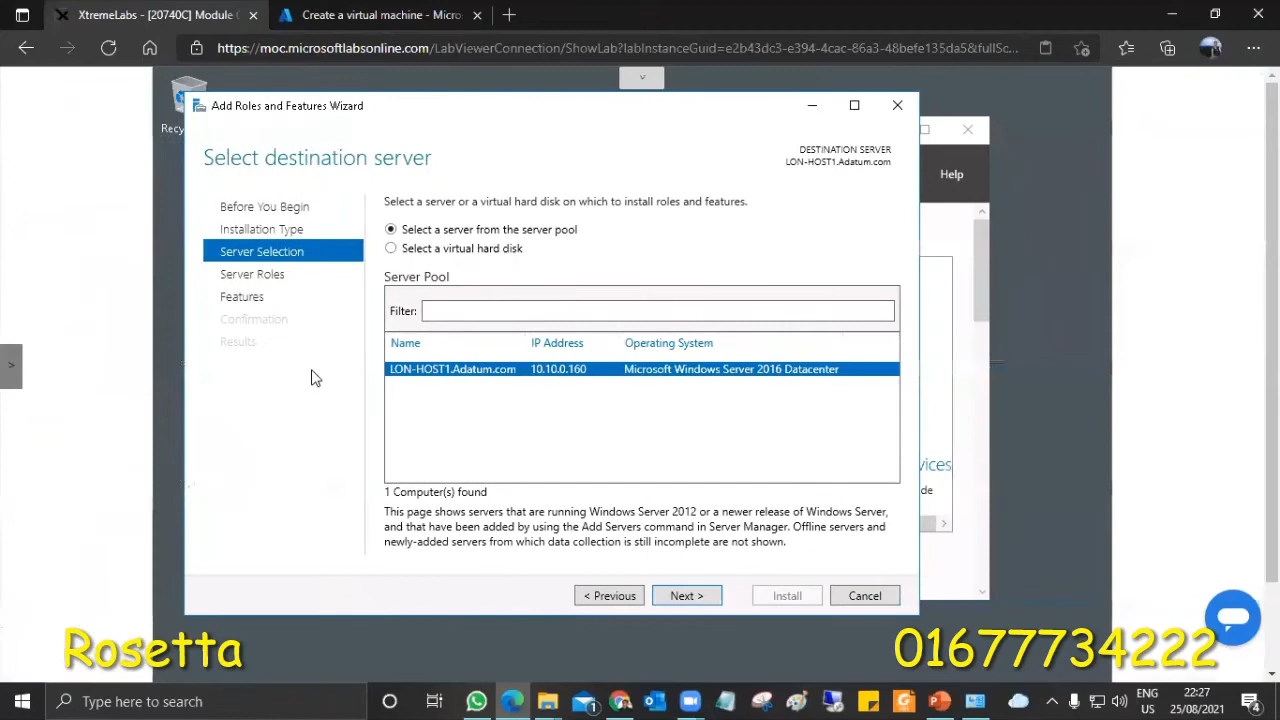 XtremeLabs - [20740C] Module (
Create a virtual machine - Micro
https://moc.microsoftlabsonline.com/LabViewerConnection/ShowLab?labInstanceGuid=e2b43dc3-e394-4cac-86a3-48befe135da5&fullSc...
Recy
Add Roles and Features Wizard
Select destination server
DESTINATION SERVER
LON-HOST1.Adatum.com
Help
Before You Begin
Installation Type
Server Selection
Server Roles
Features
Confirmation
Results
Select a server or a virtual hard disk on which to install roles and features.
Select a server from the server pool
Select a virtual hard disk
Server Pool
Filter:
Name IP Address Operating System
LON-HOST1.Adatum.com 10.10.0.160 Microsoft Windows Server 2016 Datacenter
1 Computer(s) found
This page shows servers that are running Windows Server 2012 or a newer release of Windows Server,
and that have been added by using the Add Servers command in Server Manager. Offline servers and
newly-added servers from which data collection is still incomplete are not shown.
vices
de
< Previous Next > Install Cancel
Rosetta 01677734222
Type here to search
ENG
US
22:27
25/08/2021
4